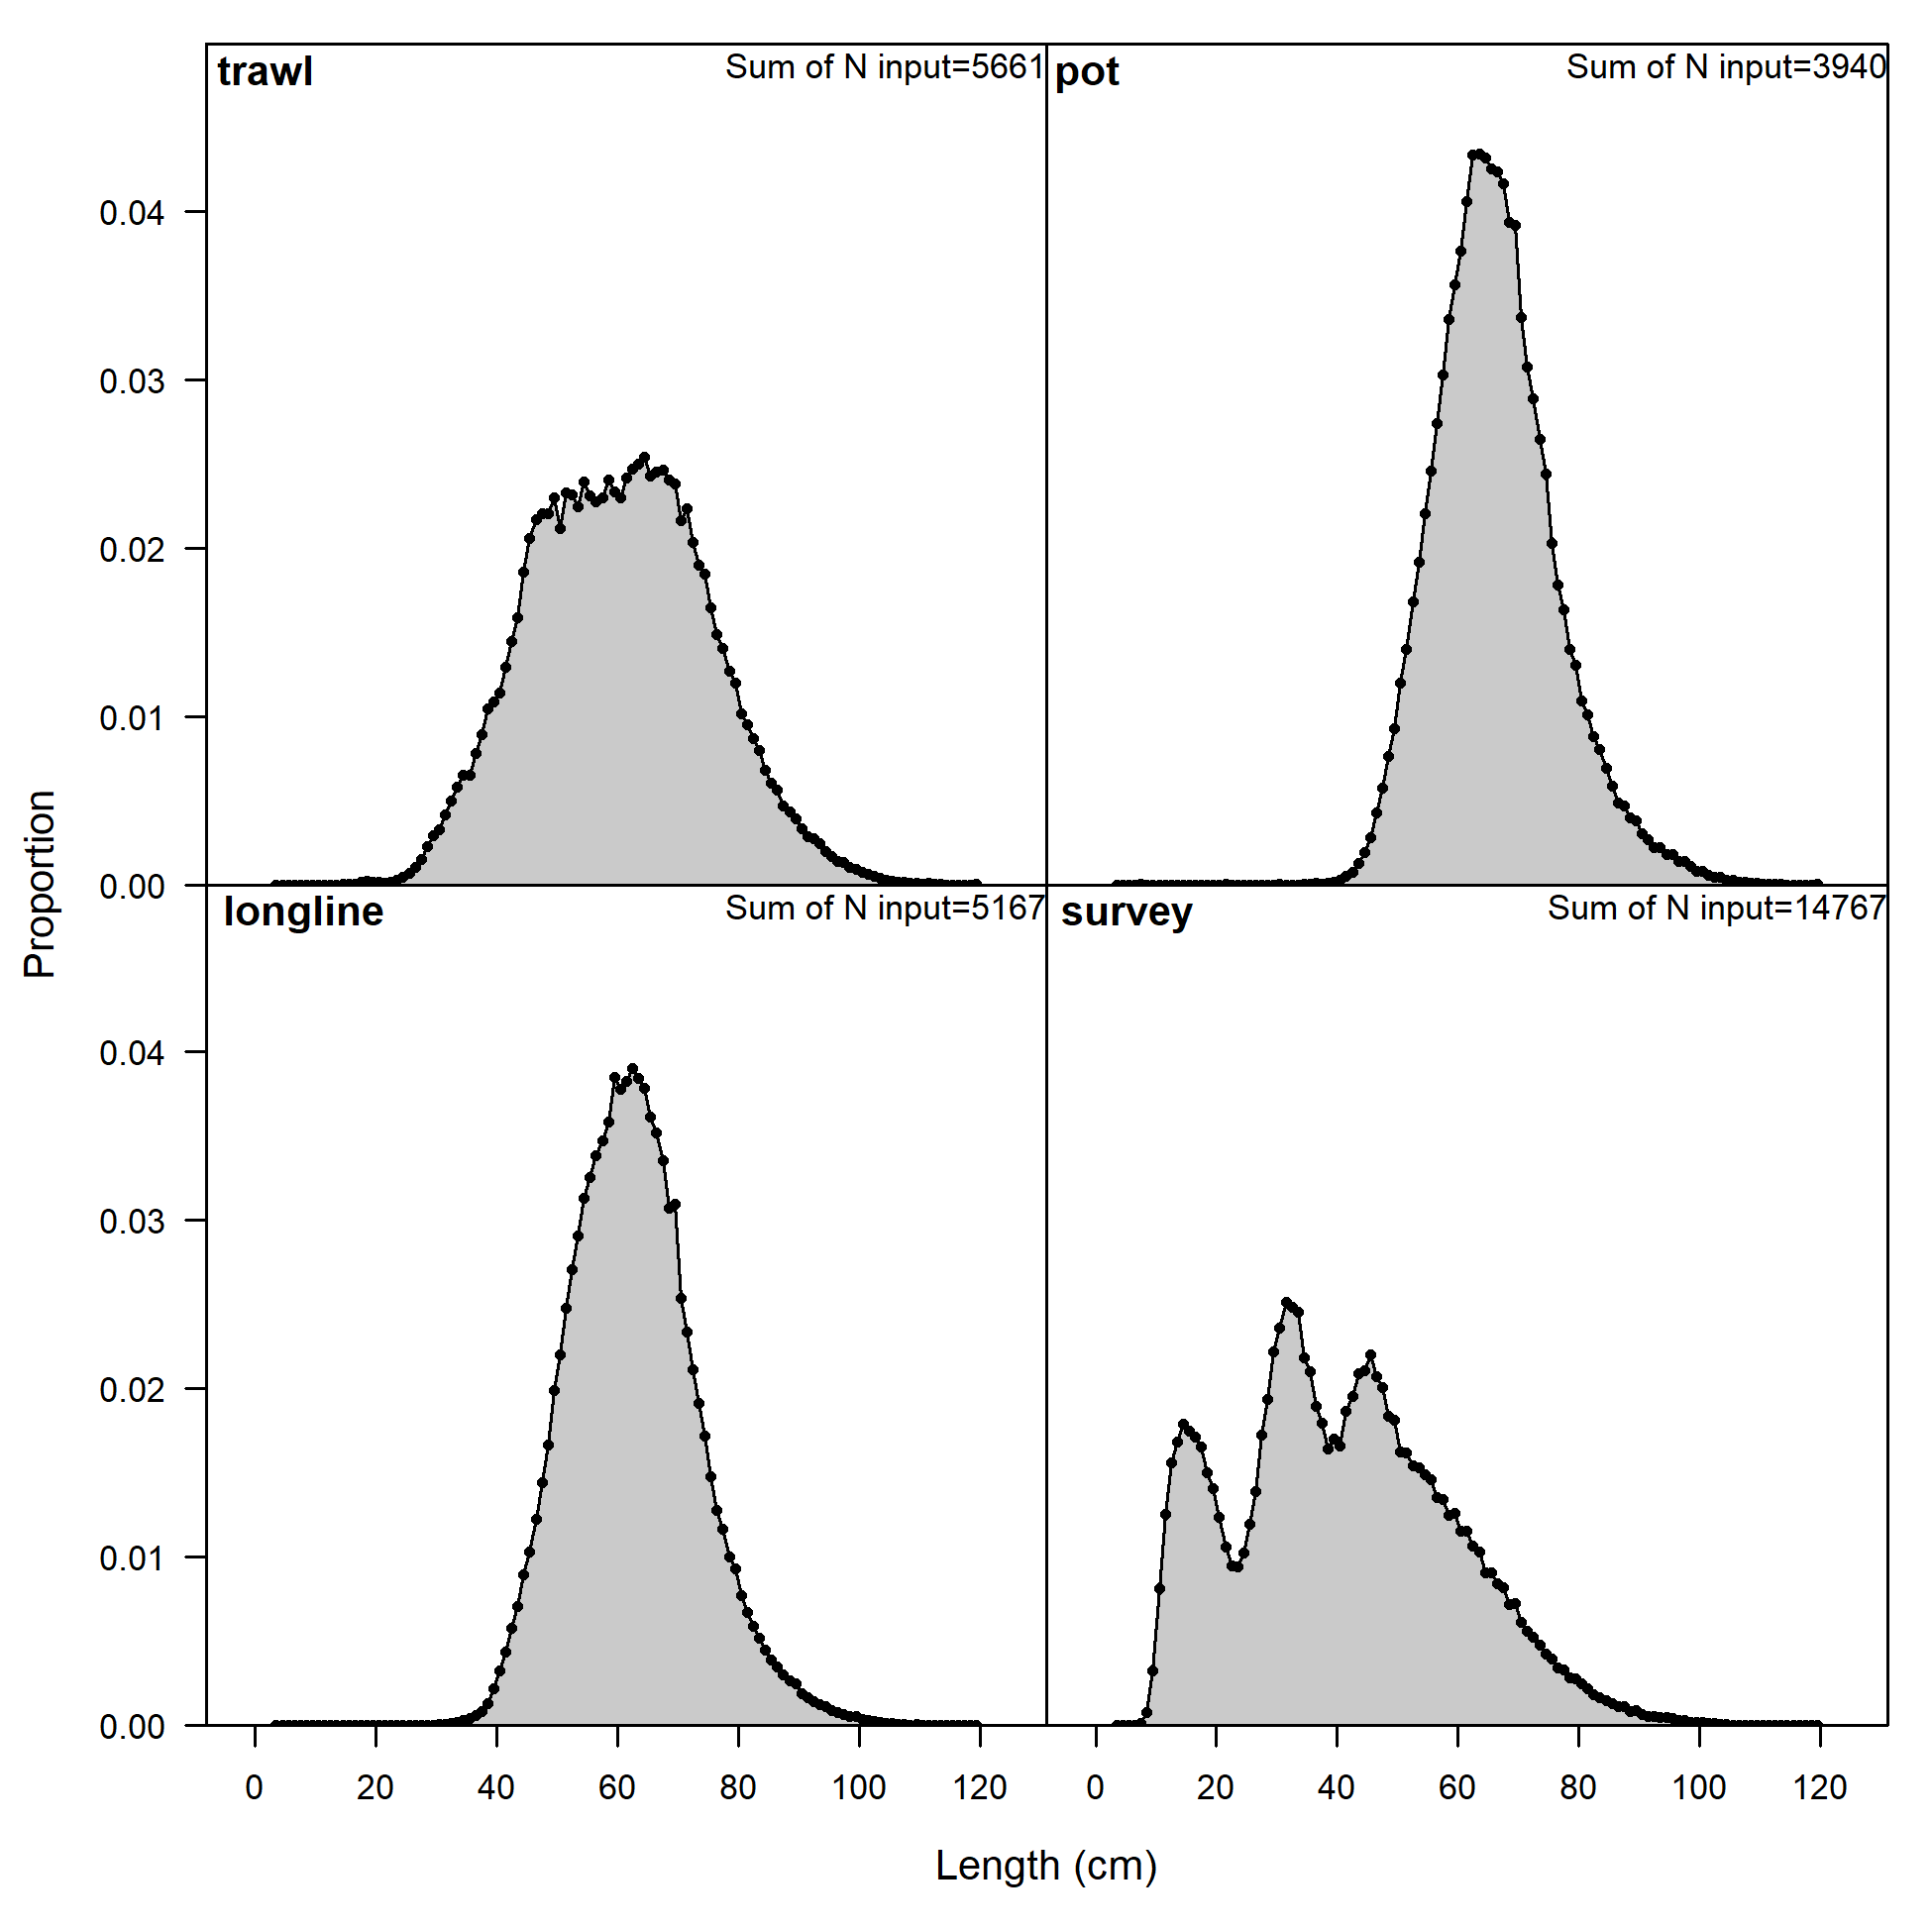 trawl
Sum of N input=5661
pot
Sum of N input=3940
0.04
0.03
0.02
0.01
0.00
Proportion
longline
Sum of N input=5167
survey
Sum of N input=14767
0.04
0.03
0.02
0.01
0.00
0 20 40 60 80 100 120
0 20 40 60 80 100 120
Length (cm)